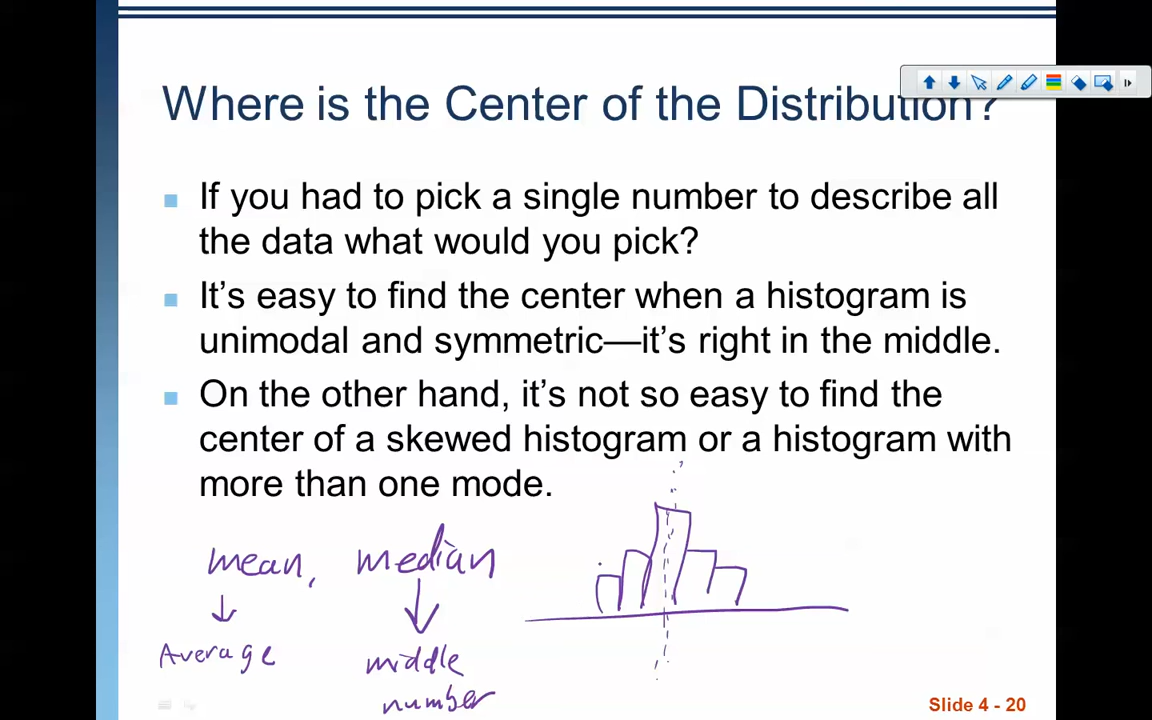 Where is the Center of the Distribution?
If you had to pick a single number to describe all
the data what would you pick?
It's easy to find the center when a histogram is
unimodal and symmetric—it's right in the middle.
On the other hand, it's not so easy to find the
center of a skewed histogram or a histogram with
more than one mode.
mean, median
Average middle
number
Slide 4 - 20